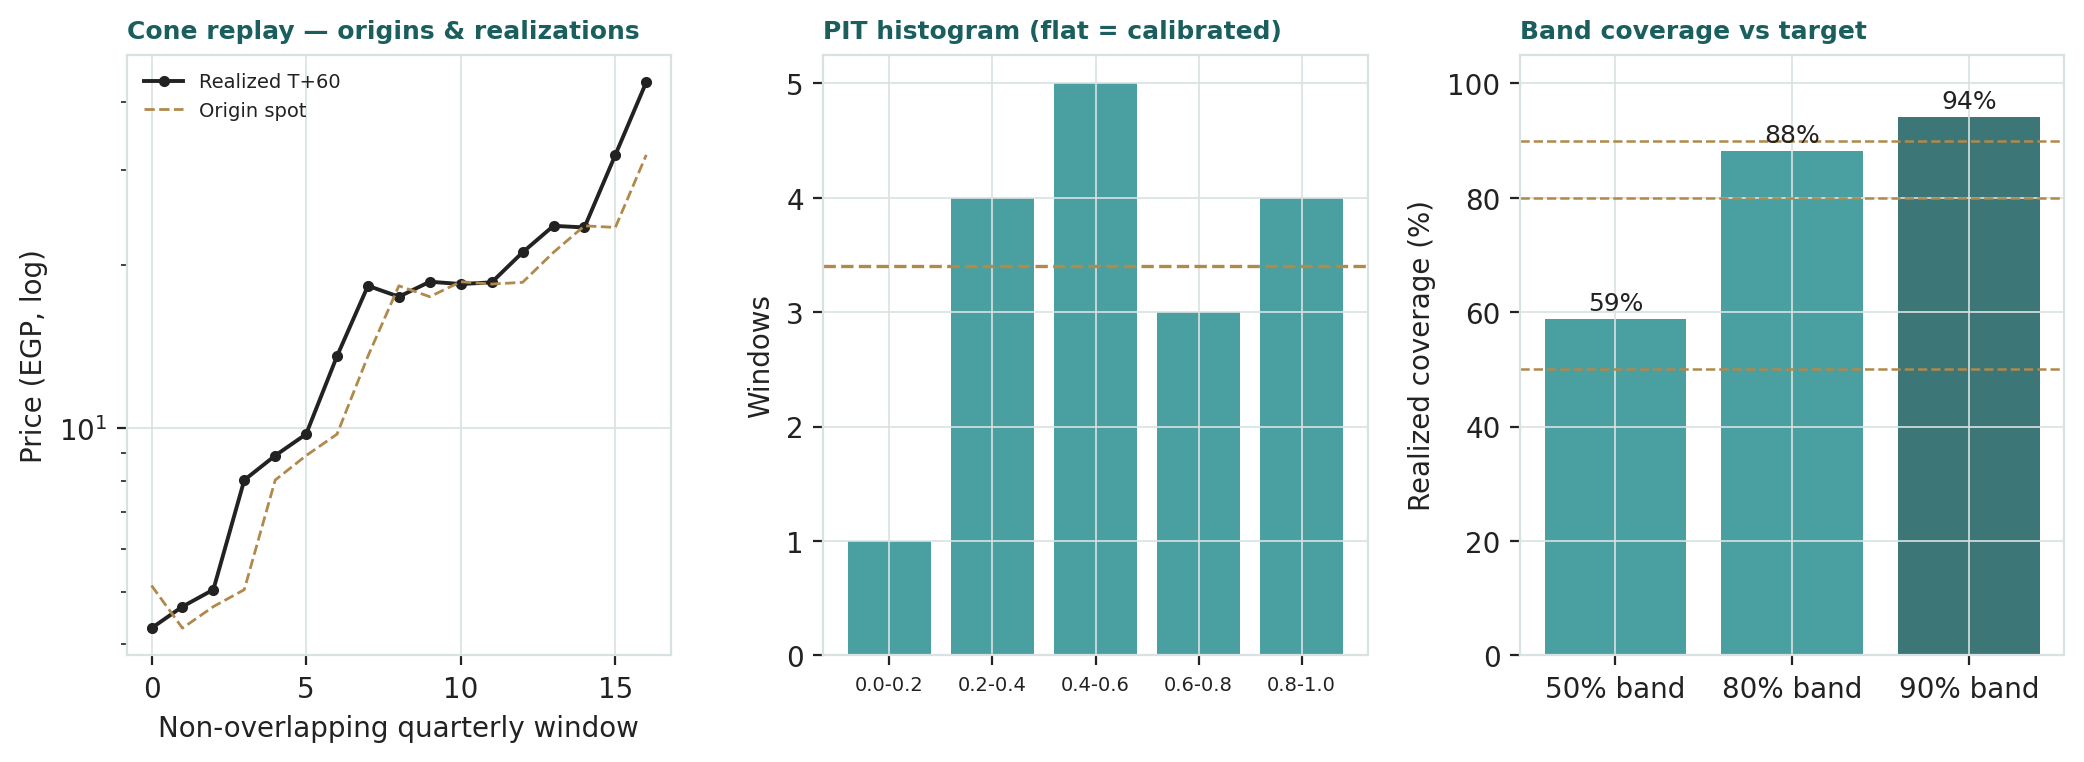 Cone replay — origins & realizations
Realized T+60
Origin spot
Price (EGP, log)
10¹
0 5 10 15
Non-overlapping quarterly window
PIT histogram (flat = calibrated)
Windows
5
4
3
2
1
0
0.0-0.2 0.2-0.4 0.4-0.6 0.6-0.8 0.8-1.0
Band coverage vs target
Realized coverage (%)
100
80
60
40
20
0
59%
88%
94%
50% band 80% band 90% band